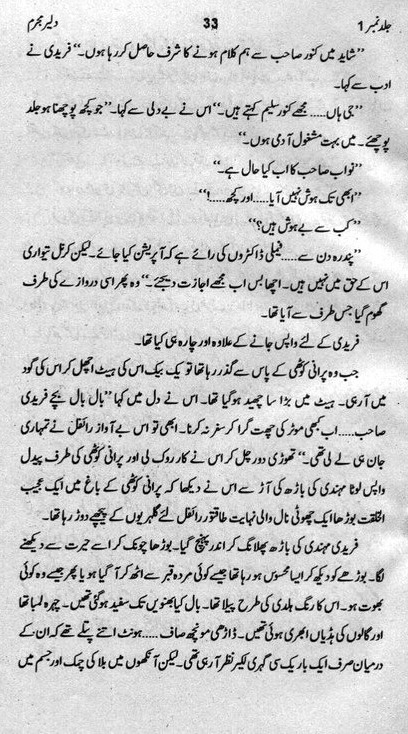 جلد نمبر 1 33 دلیر مجرم
”شاید میں کنور صاحب سے ہم کلام ہونے کا شرف حاصل کر رہا ہوں۔“ فریدی نے
ادب سے کہا۔
”جی ہاں..... مجھے کنور سلیم کہتے ہیں۔“ اس نے بے دلی سے کہا۔ ”جو کچھ پوچھنا ہو جلد
پوچھئے۔ میں بہت مشغول آدمی ہوں۔“
”نواب صاحب کا اب کیا حال ہے۔“
”ابھی تک ہوش نہیں آیا.....اور کچھ.....!“
”کب سے بے ہوش ہیں؟“
”پندرہ دن سے..... فیملی ڈاکٹروں کی رائے ہے کہ آپریشن کیا جائے۔ لیکن کرنل تیواری
اس کے حق میں نہیں ہیں۔ اچھا بس اب مجھے اجازت دیجئے۔“ وہ پھر اسی دروازے کی طرف
گھوم گیا جس طرف سے آیا تھا۔
فریدی کے لئے واپس جانے کے علاوہ اور چارہ ہی کیا تھا۔
جب وہ پرانی کوٹھی کے پاس سے گذر رہا تھا تو یک بیک اس کی ہیٹ اچھل کر اس کی گود
میں آ رہی۔ ہیٹ میں بڑا سا چھید ہو گیا تھا۔ اس نے دل میں کہا ”بال بال بچے فریدی
صاحب..... اب کبھی موٹر کی چھت گرا کر سفر نہ کرنا۔ ابھی تو اس بے آواز رائفل نے تمہاری
جان ہی لے لی تھی۔“ تھوڑی دور چل کر اس نے کار روک لی اور پرانی کوٹھی کی طرف پیدل
واپس لوٹا مہندی کی باڑھ کی آڑ سے اس نے دیکھا کہ پرانی کوٹھی کے باغ میں ایک عجیب
الخلقت بوڑھا ایک چھوٹی نال والی نہایت طاقتور رائفل لئے گلہریوں کے پیچھے دوڑ رہا تھا۔
فریدی مہندی کی باڑھ پھلانگ کر اندر پہنچ گیا۔ بوڑھا چونک کر اسے حیرت سے دیکھنے
لگا۔ بوڑھے کو دیکھ کر ایسا محسوس ہو رہا تھا جیسے کوئی مردہ قبر سے اٹھ کر آ گیا ہو یا پھر جیسے وہ کوئی
بھوت ہو۔ اس کا رنگ ہلدی کی طرح پیلا تھا۔ بال کیا بھنویں تک سفید ہو گئی تھیں۔ چہرہ لمبا تھا
اور گالوں کی ہڈیاں ابھری ہوئی تھیں۔ ڈاڑھی مونچھ صاف.....ہونٹ اتنے پتلے تھے کہ ان کے
درمیان صرف ایک باریک سی گہری لکیر نظر آ رہی تھی۔ لیکن آنکھوں میں بلا کی چمک اور جسم میں